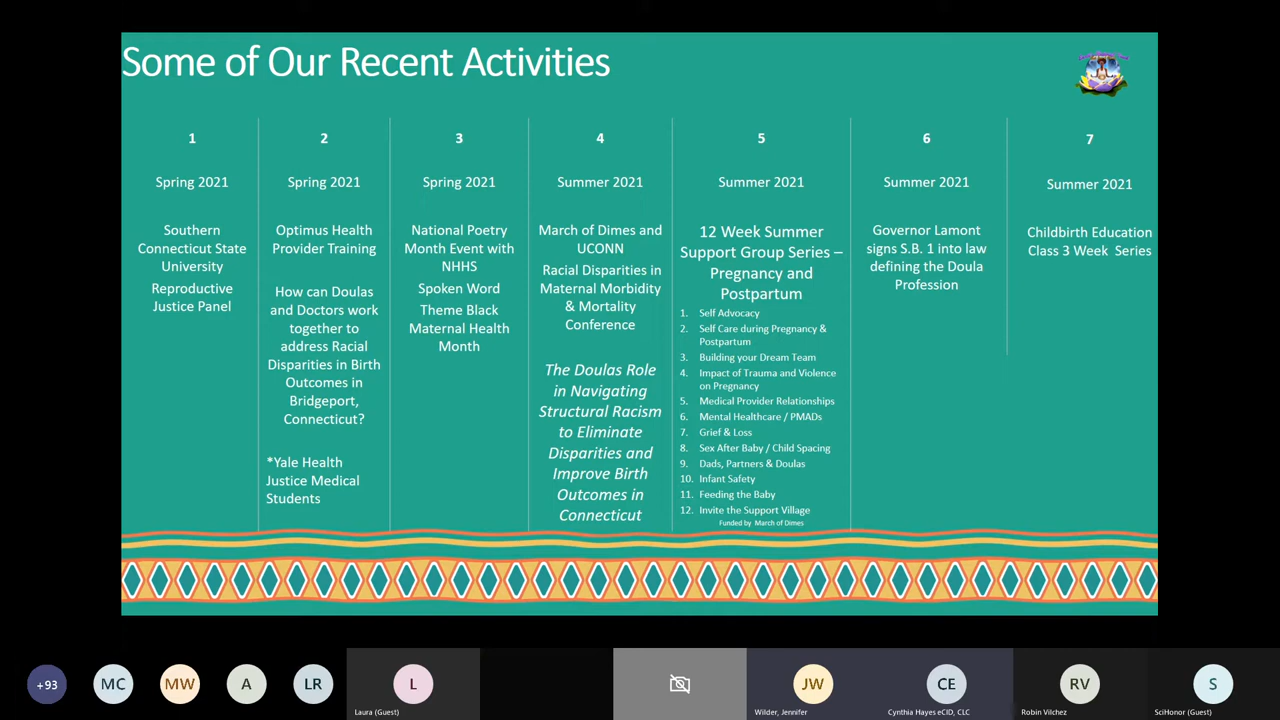 Some of Our Recent Activities
1
Spring 2021
Southern
Connecticut State
University
Reproductive
Justice Panel
2
Spring 2021
Optimus Health
Provider Training
How can Doulas
and Doctors work
together to
address Racial
Disparities in Birth
Outcomes in
Bridgeport,
Connecticut?
*Yale Health
Justice Medical
Students
3
Spring 2021
National Poetry
Month Event with
NHHS
Spoken Word
Theme Black
Maternal Health
Month
4
Summer 2021
March of Dimes and
UCONN
Racial Disparities in
Maternal Morbidity
& Mortality
Conference
The Doulas Role
in Navigating
Structural Racism
to Eliminate
Disparities and
Improve Birth
Outcomes in
Connecticut
5
Summer 2021
12 Week Summer
Support Group Series –
Pregnancy and
Postpartum
1. Self Advocacy
2. Self Care during Pregnancy &
Postpartum
3. Building your Dream Team
4. Impact of Trauma and Violence
on Pregnancy
5. Medical Provider Relationships
6. Mental Healthcare / PMADs
7. Grief & Loss
8. Sex After Baby / Child Spacing
9. Dads, Partners & Doulas
10. Infant Safety
11. Feeding the Baby
12. Invite the Support Village
Funded by March of Dimes
6
Summer 2021
Governor Lamont
signs S.B. 1 into law
defining the Doula
Profession
7
Summer 2021
Childbirth Education
Class 3 Week Series
+93
MC
MW
A
LR
L
Laura (Guest)
JW
Wilder, Jennifer
CE
Cynthia Hayes eCID, CLC
RV
Robin Vilchez
S
SciHonor (Guest)